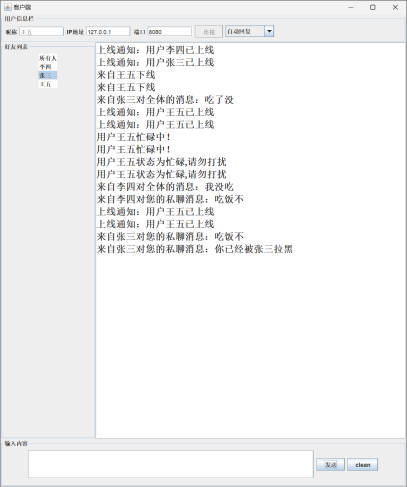 客户端
用户信息栏
昵称 王五 IP地址 127.0.0.1 端口 8080 连接 自动回复
好友列表
所有人
李四
张三
王五
上线通知：用户李四已上线
上线通知：用户张三已上线
来自王五下线
来自王五下线
来自张三对全体的消息：吃了没
上线通知：用户王五已上线
上线通知：用户王五已上线
用户王五忙碌中！
用户王五忙碌中！
用户王五状态为忙碌,请勿打扰
用户王五状态为忙碌,请勿打扰
来自李四对全体的消息：我没吃
来自李四对您的私聊消息：吃饭不
上线通知：用户王五已上线
上线通知：用户王五已上线
来自张三对您的私聊消息：吃饭不
来自张三对您的私聊消息：你已经被张三拉黑
输入内容
发送 clean